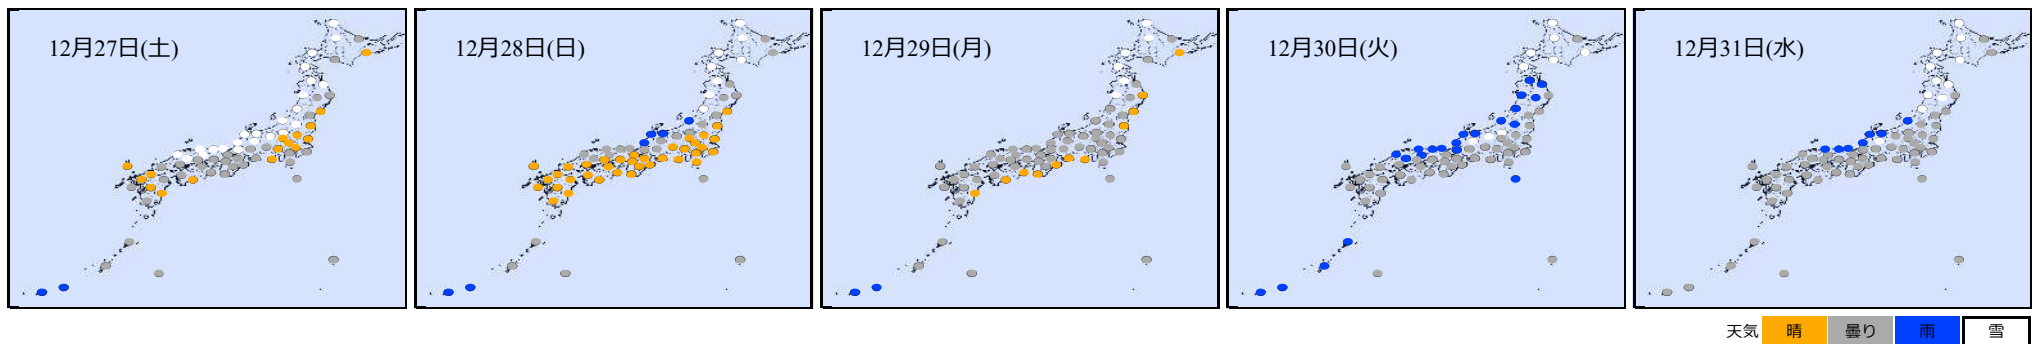 12月27日(土)
12月28日(日)
12月29日(月)
12月30日(火)
12月31日(水)
天気 晴 曇り 雨 雪